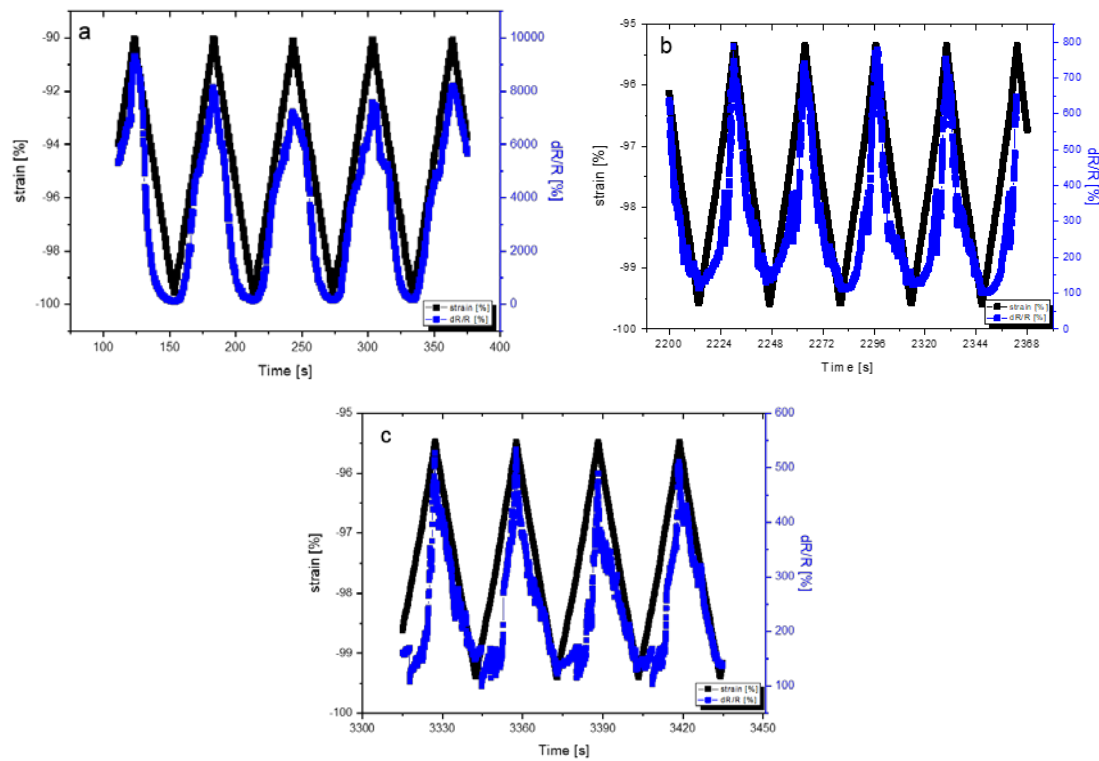 a
-90
-92
-94
-96
-98
-100
strain [%]
10000
8000
6000
4000
2000
0
dR/R [%]
100 150 200 250 300 350 400
Time [s]
strain [%]
dR/R [%]
b
-95
-96
-97
-98
-99
-100
strain [%]
800
700
600
500
400
300
200
100
0
dR/R [%]
2200 2224 2248 2272 2296 2320 2344 2368
Time [s]
strain [%]
dR/R [%]
c
-95
-96
-97
-98
-99
-100
strain [%]
600
500
400
300
200
100
dR/R [%]
3300 3330 3360 3390 3420 3450
Time [s]
strain [%]
dR/R [%]